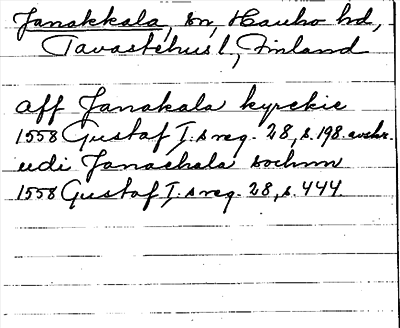 Janakkala, sn, Hauho hd,
Tavastehus l, Finland
aff Janakala kyrckie
1558 Gustaf I:s reg. 28, s. 198. avskr.
udi Janachala sochnn
1558 Gustaf I:s reg. 28, s. 444.